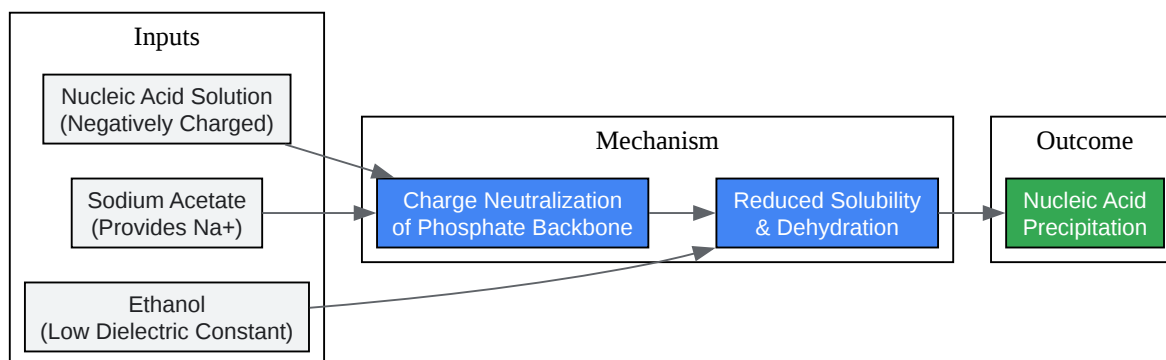 Inputs
Nucleic Acid Solution
(Negatively Charged)
Sodium Acetate
(Provides Na+)
Ethanol
(Low Dielectric Constant)
Mechanism
Charge Neutralization
of Phosphate Backbone
Reduced Solubility
& Dehydration
Outcome
Nucleic Acid
Precipitation